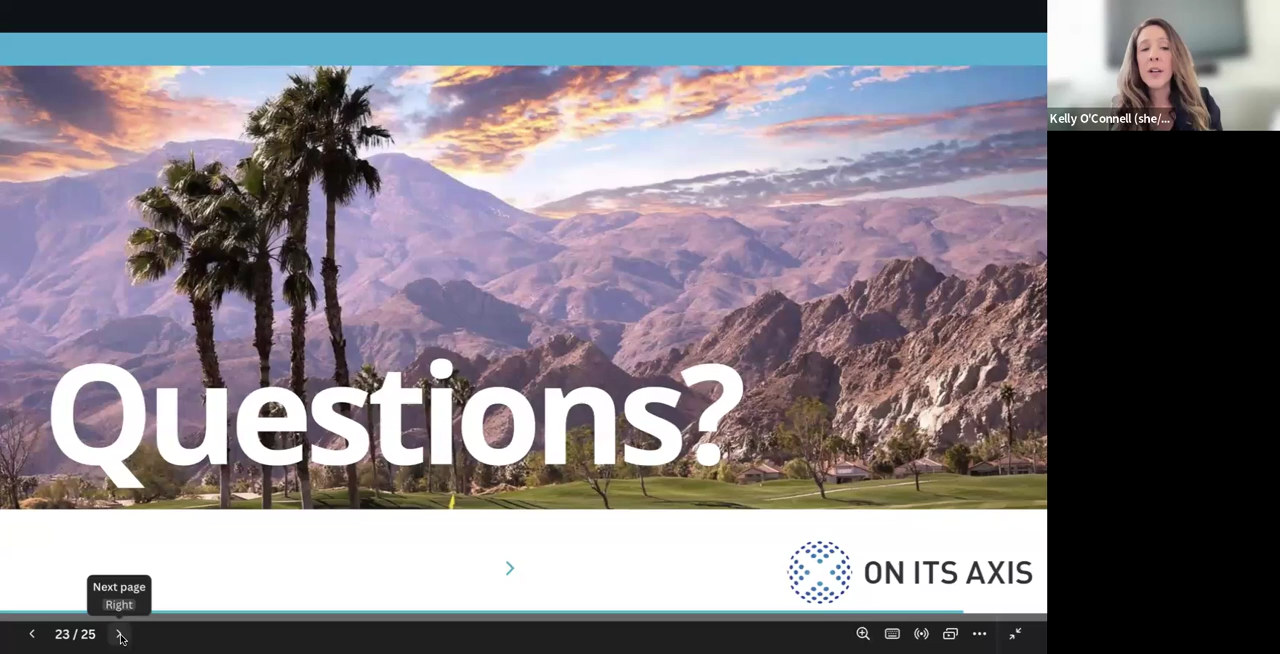 Kelly O'Connell (she/...
Questions?
ON ITS AXIS
Next page
Right
23 / 25